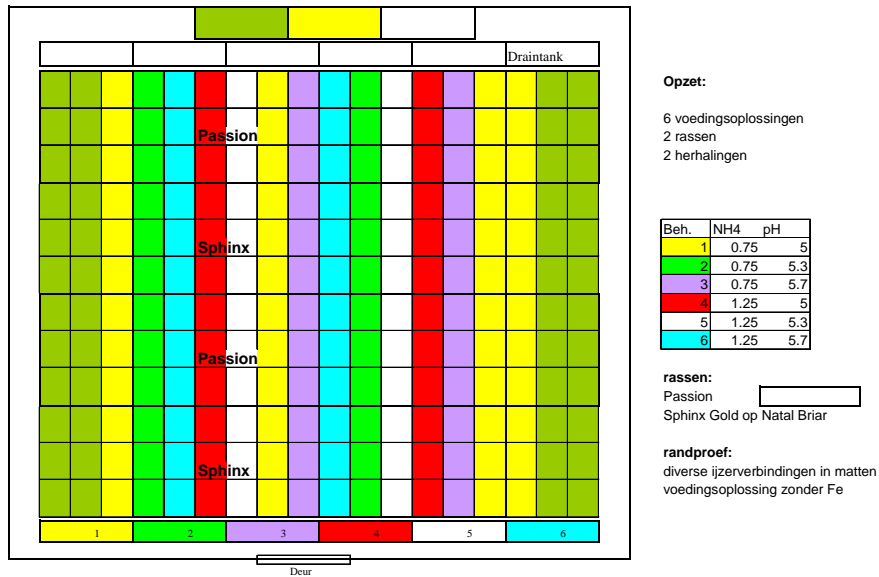 Draintank
Passion
Sphinx
Passion
Sphinx
1 2 3 4 5 6
Deur
Opzet:
6 voedingsoplossingen
2 rassen
2 herhalingen
Beh. NH4 pH
1 0.75 5
2 0.75 5.3
3 0.75 5.7
4 1.25 5
5 1.25 5.3
6 1.25 5.7
rassen:
Passion
Sphinx Gold op Natal Briar
randproef:
diverse ijzerverbindingen in matten
voedingsoplossing zonder Fe